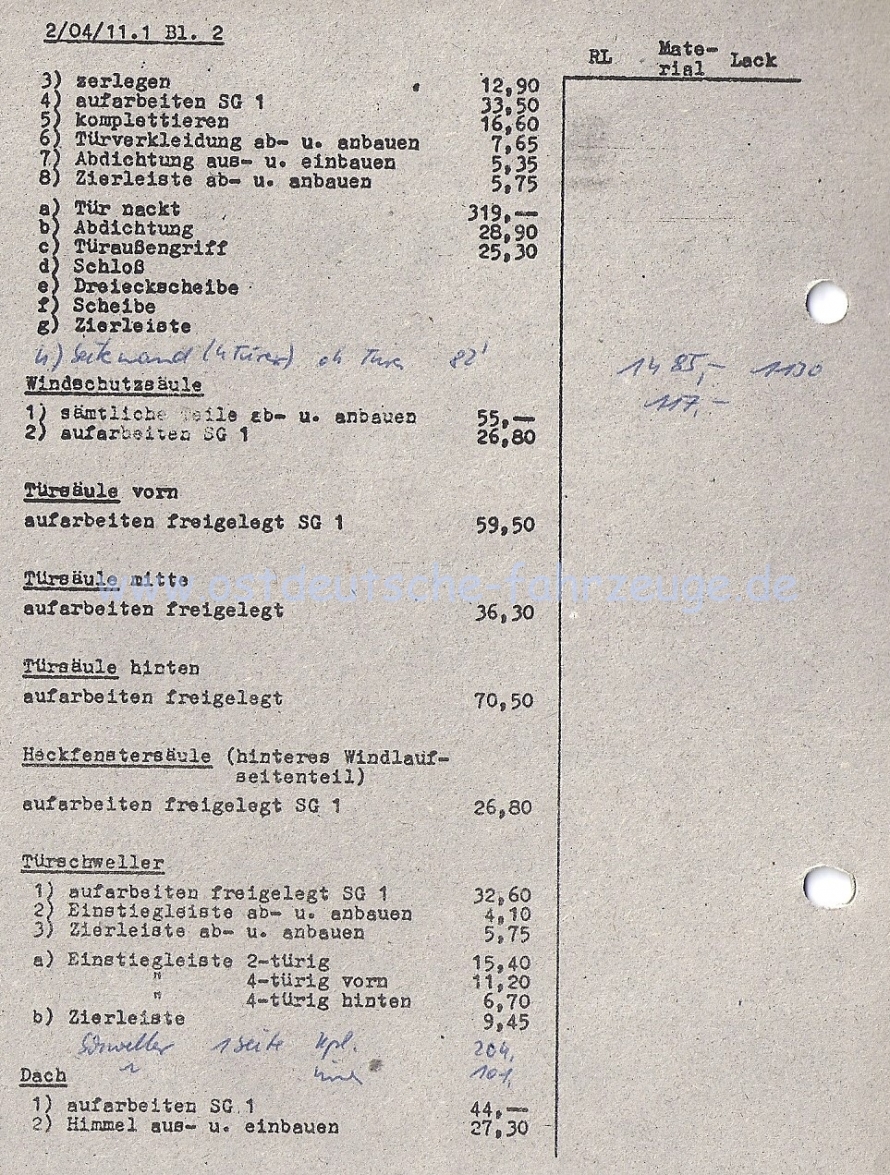 2/04/11.1 Bl. 2
RL Mate-rial Lack
3) zerlegen 12,90
4) aufarbeiten SG 1 33,50
5) komplettieren 16,60
6) Türverkleidung ab- u. anbauen 7,65
7) Abdichtung aus- u. einbauen 5,35
8) Zierleiste ab- u. anbauen 5,75
a) Tür nackt 319,—
b) Abdichtung 28,90
c) Türaußengriff 25,30
d) Schloß
e) Dreieckscheibe
f) Scheibe
g) Zierleiste
h) Seitenwand (4 Türer) 82' 1485,- 1130
Windschutzsäule 117,-
1) sämtliche Teile ab- u. anbauen 55,—
2) aufarbeiten SG 1 26,80
Türsäule vorn
aufarbeiten freigelegt SG 1 59,50
Türsäule mitte
www.ostdeutsche-fahrzeuge.de
aufarbeiten freigelegt 36,30
Türsäule hinten
aufarbeiten freigelegt 70,50
Heckfenstersäule (hinteres Windlauf-
seitenteil)
aufarbeiten freigelegt SG 1 26,80
Türschweller
1) aufarbeiten freigelegt SG 1 32,60
2) Einstiegleiste ab- u. anbauen 4,10
3) Zierleiste ab- u. anbauen 5,75
a) Einstiegleiste 2-türig 15,40
" 4-türig vorn 11,20
" 4-türig hinten 6,70
b) Zierleiste 9,45
Schweller 1 Seite kpl. 204,
101,
Dach
1) aufarbeiten SG 1 44,—
2) Himmel aus- u. einbauen 27,30